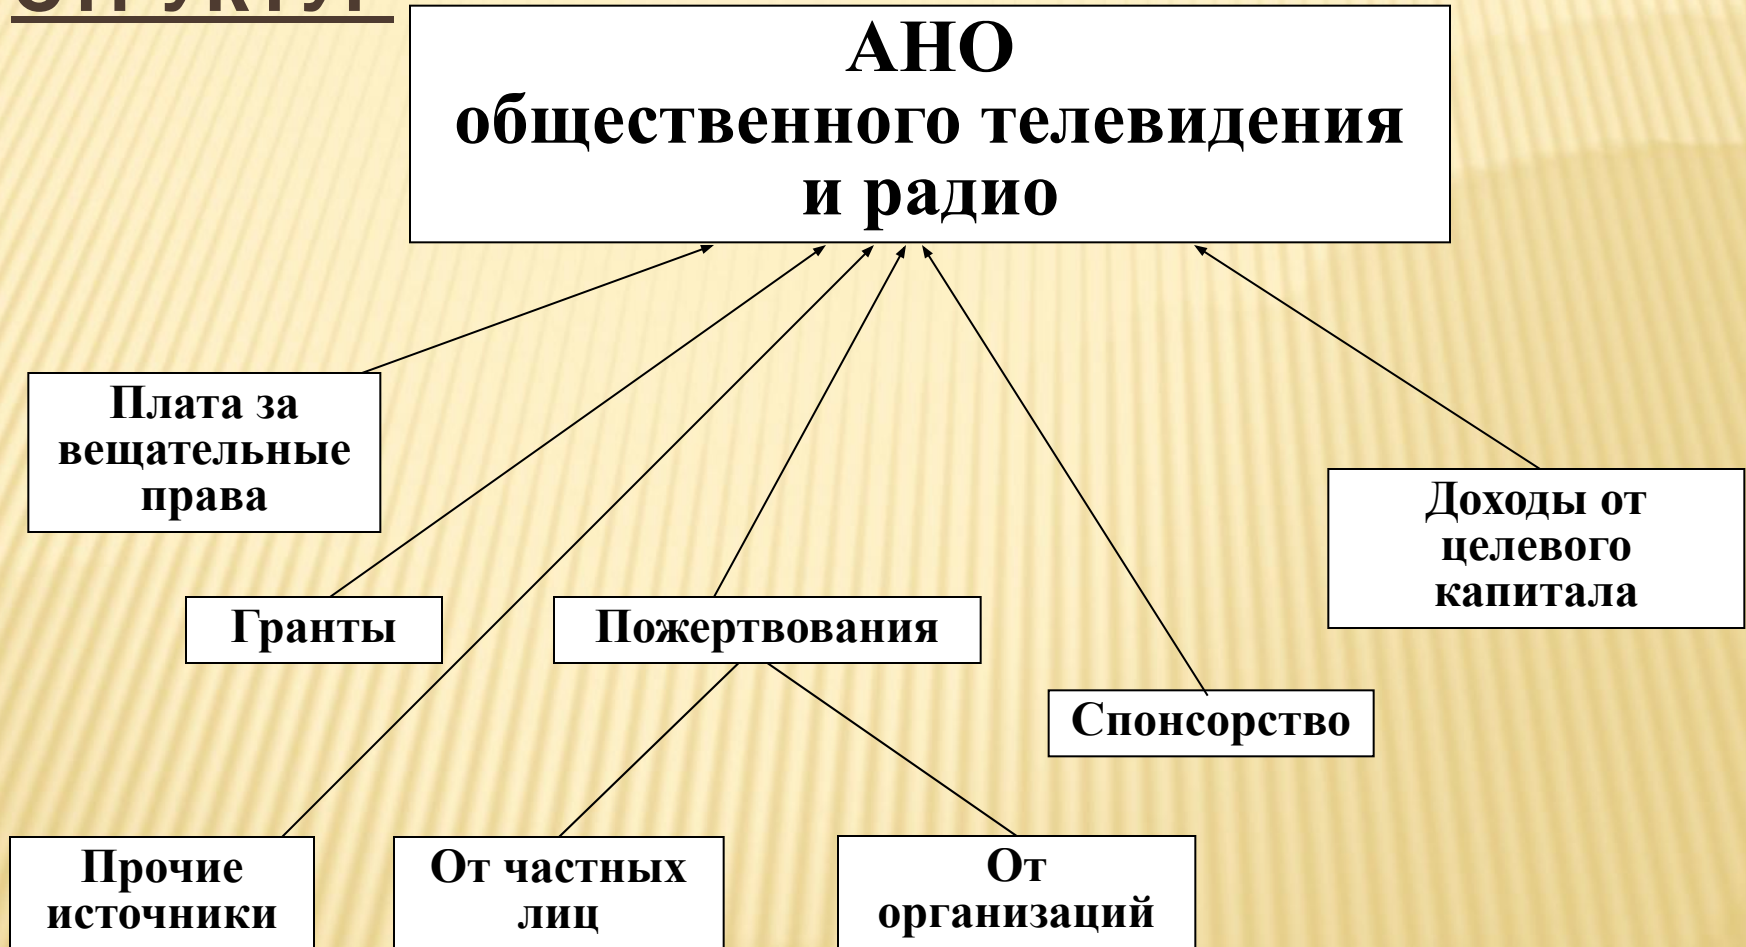 СТРУКТУР
АНО
общественного телевидения
и радио
Плата за
вещательные
права
Доходы от
целевого
капитала
Гранты
Пожертвования
Спонсорство
Прочие
источники
От частных
лиц
От
организаций